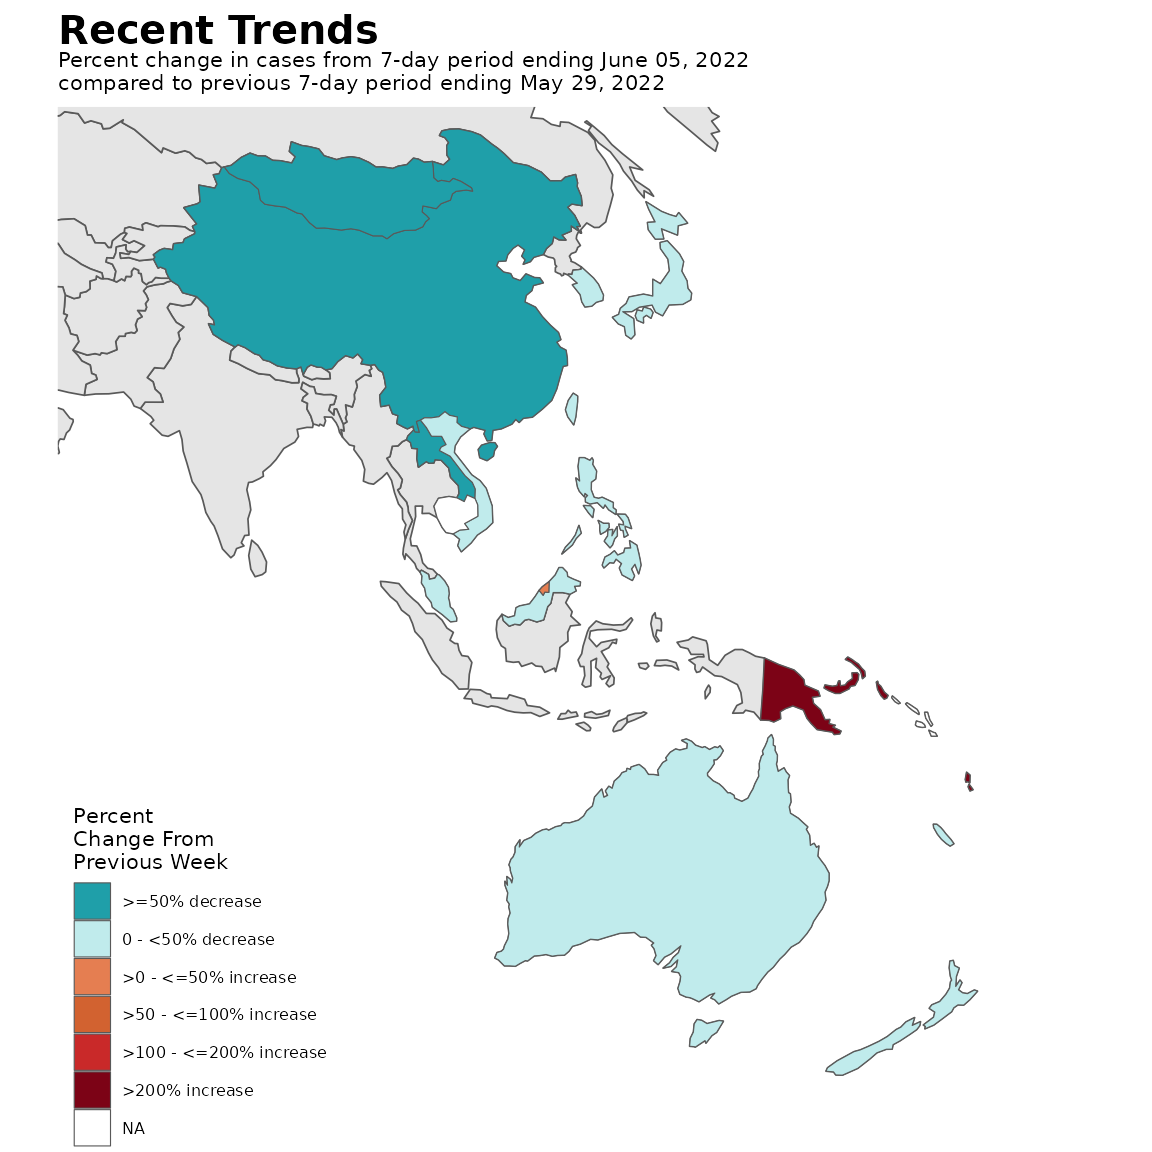 Recent Trends
Percent change in cases from 7-day period ending June 05, 2022
compared to previous 7-day period ending May 29, 2022
Percent
Change From
Previous Week
>=50% decrease
0 - <50% decrease
>0 - <=50% increase
>50 - <=100% increase
>100 - <=200% increase
>200% increase
NA